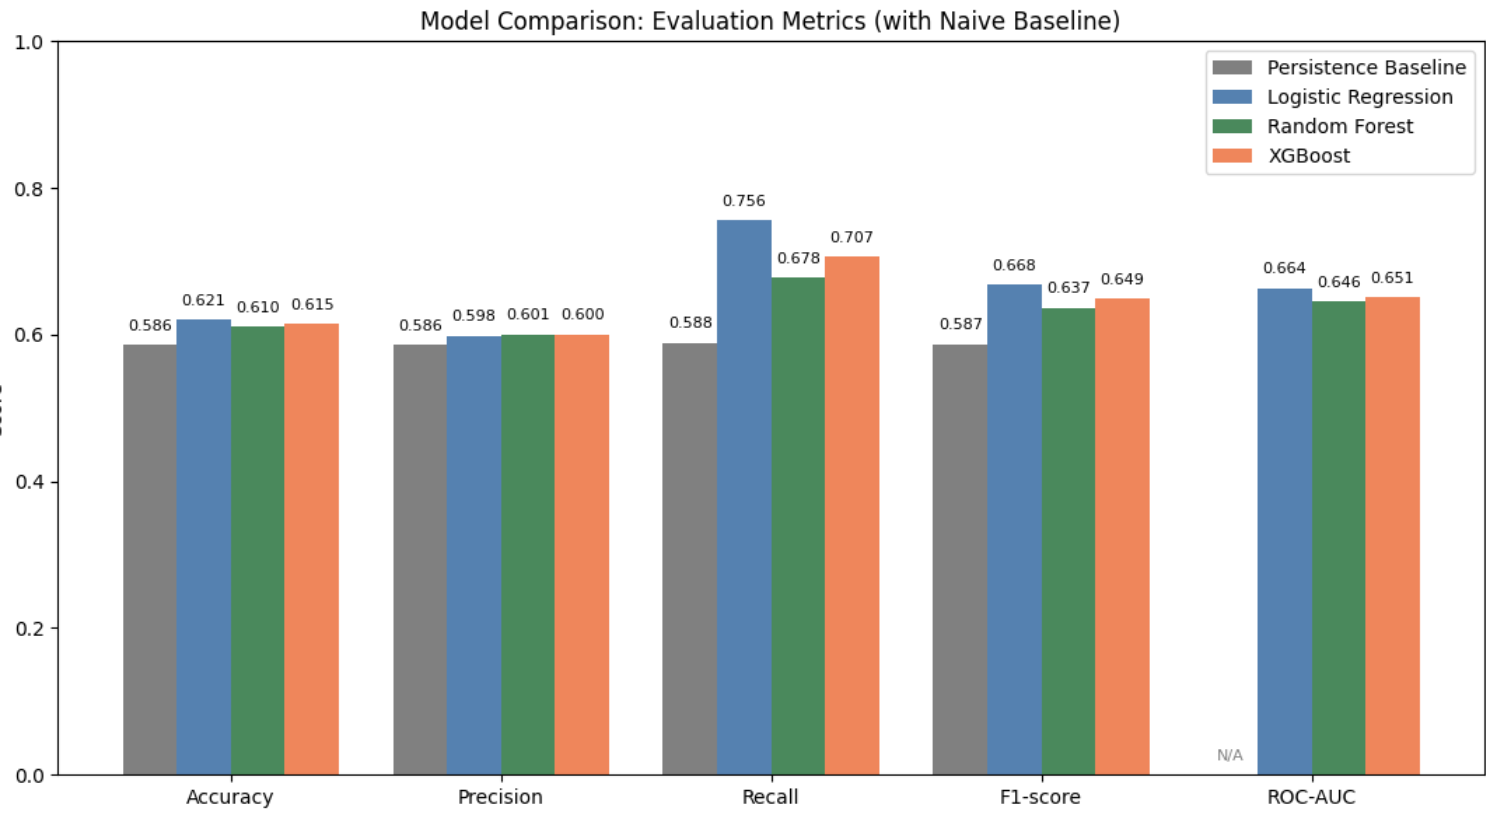 Model Comparison: Evaluation Metrics (with Naive Baseline)
1.0
0.8
0.6
0.4
0.2
0.0
Persistence Baseline
Logistic Regression
Random Forest
XGBoost
0.586
0.621
0.610
0.615
0.586
0.598
0.601
0.600
0.588
0.756
0.678
0.707
0.587
0.668
0.637
0.649
N/A
0.664
0.646
0.651
Accuracy
Precision
Recall
F1-score
ROC-AUC